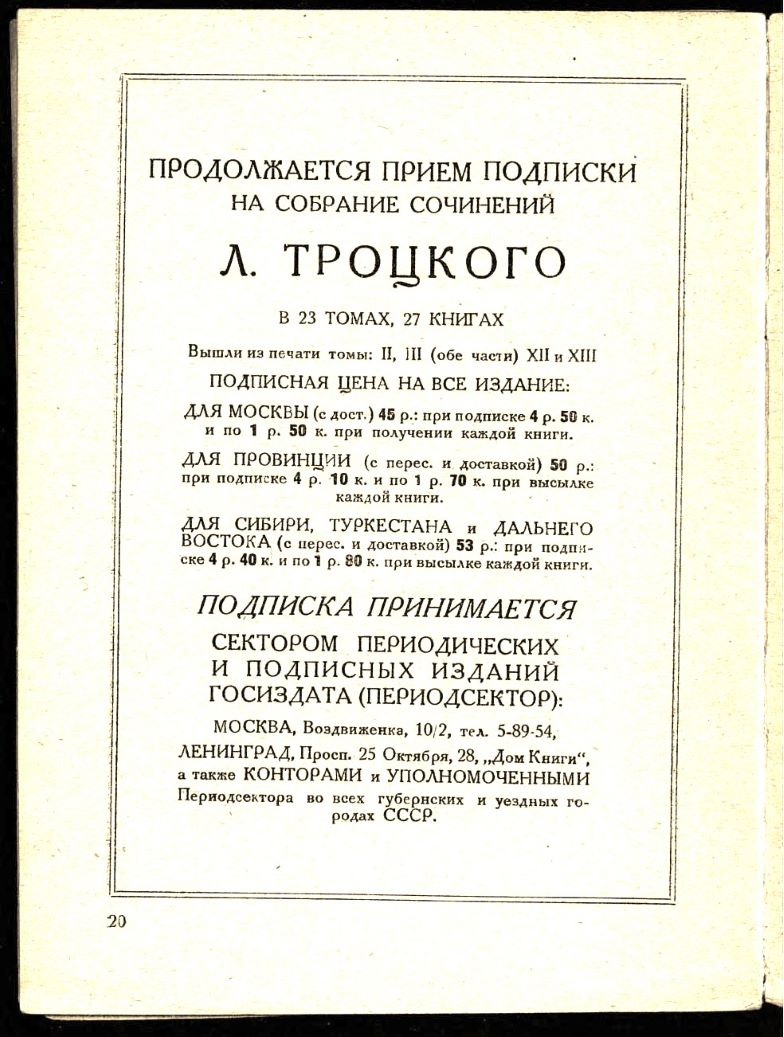 ПРОДОЛЖАЕТСЯ ПРИЕМ ПОДПИСКИ
НА СОБРАНИЕ СОЧИНЕНИЙ
Л. ТРОЦКОГО
В 23 ТОМАХ, 27 КНИГАХ
Вышли из печати томы: II, III (обе части) XII и XIII
ПОДПИСНАЯ ЦЕНА НА ВСЕ ИЗДАНИЕ:
ДЛЯ МОСКВЫ (с дост.) 45 р.: при подписке 4 р. 50 к.
и по 1 р. 50 к. при получении каждой книги.
ДЛЯ ПРОВИНЦИИ (с перес. и доставкой) 50 р.:
при подписке 4 р. 10 к. и по 1 р. 70 к. при высылке
каждой книги.
ДЛЯ СИБИРИ, ТУРКЕСТАНА и ДАЛЬНЕГО
ВОСТОКА (с перес. и доставкой) 53 р.: при подпи-
ске 4 р. 40 к. и по 1 р. 80 к. при высылке каждой книги.
ПОДПИСКА ПРИНИМАЕТСЯ
СЕКТОРОМ ПЕРИОДИЧЕСКИХ
И ПОДПИСНЫХ ИЗДАНИЙ
ГОСИЗДАТА (ПЕРИОДСЕКТОР):
МОСКВА, Воздвиженка, 10/2, тел. 5-89-54,
ЛЕНИНГРАД, Просп. 25 Октября, 28, „Дом Книги“,
а также КОНТОРАМИ и УПОЛНОМОЧЕННЫМИ
Периодсектора во всех губернских и уездных го-
родах СССР.
20